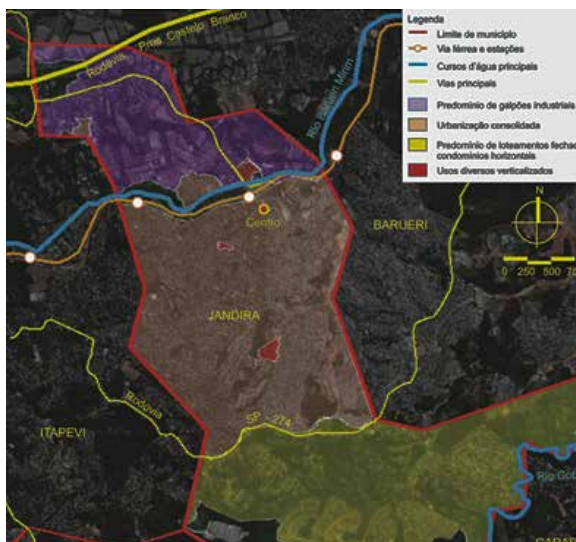 Legenda
Limite de município
Via férrea e estações
Cursos d'água principais
Vias principais
Predomínio de galpões industriais
Urbanização consolidada
Predomínio de loteamentos fecha
condomínios horizontais
Usos diversos verticalizados
Rodovia Pres Castelo Branco
Rio Barueri Mirim
N
0 250 500
Centro
BARUERI
JANDIRA
ITAPEVI
Rodovia SP - 274
Rio